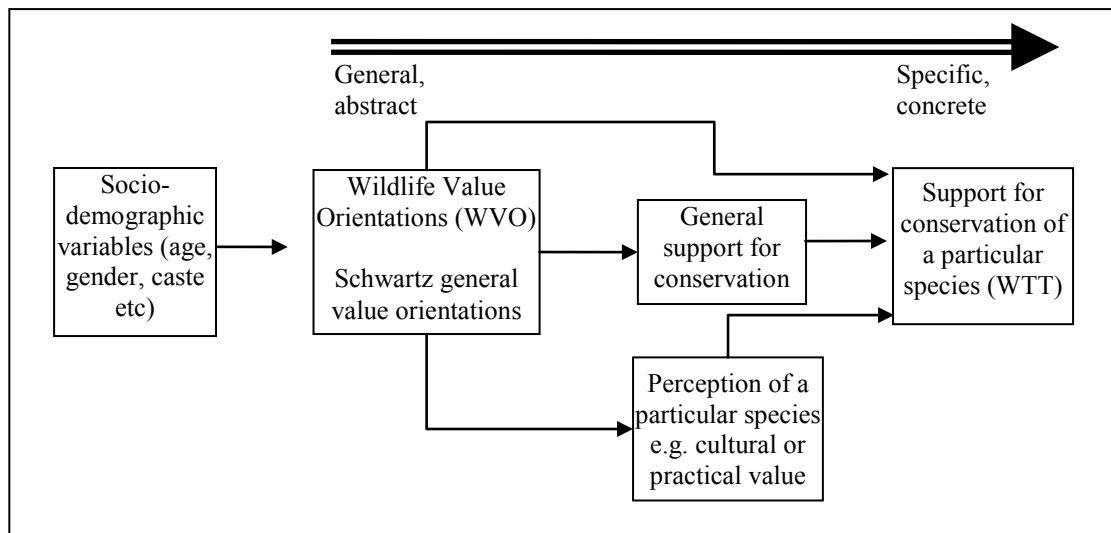 General,
abstract
Specific,
concrete
Socio-
demographic
variables (age,
gender, caste
etc)
Wildlife Value
Orientations (WVO)
Schwartz general
value orientations
General
support for
conservation
Support for
conservation of
a particular
species (WTT)
Perception of a
particular species
e.g. cultural or
practical value